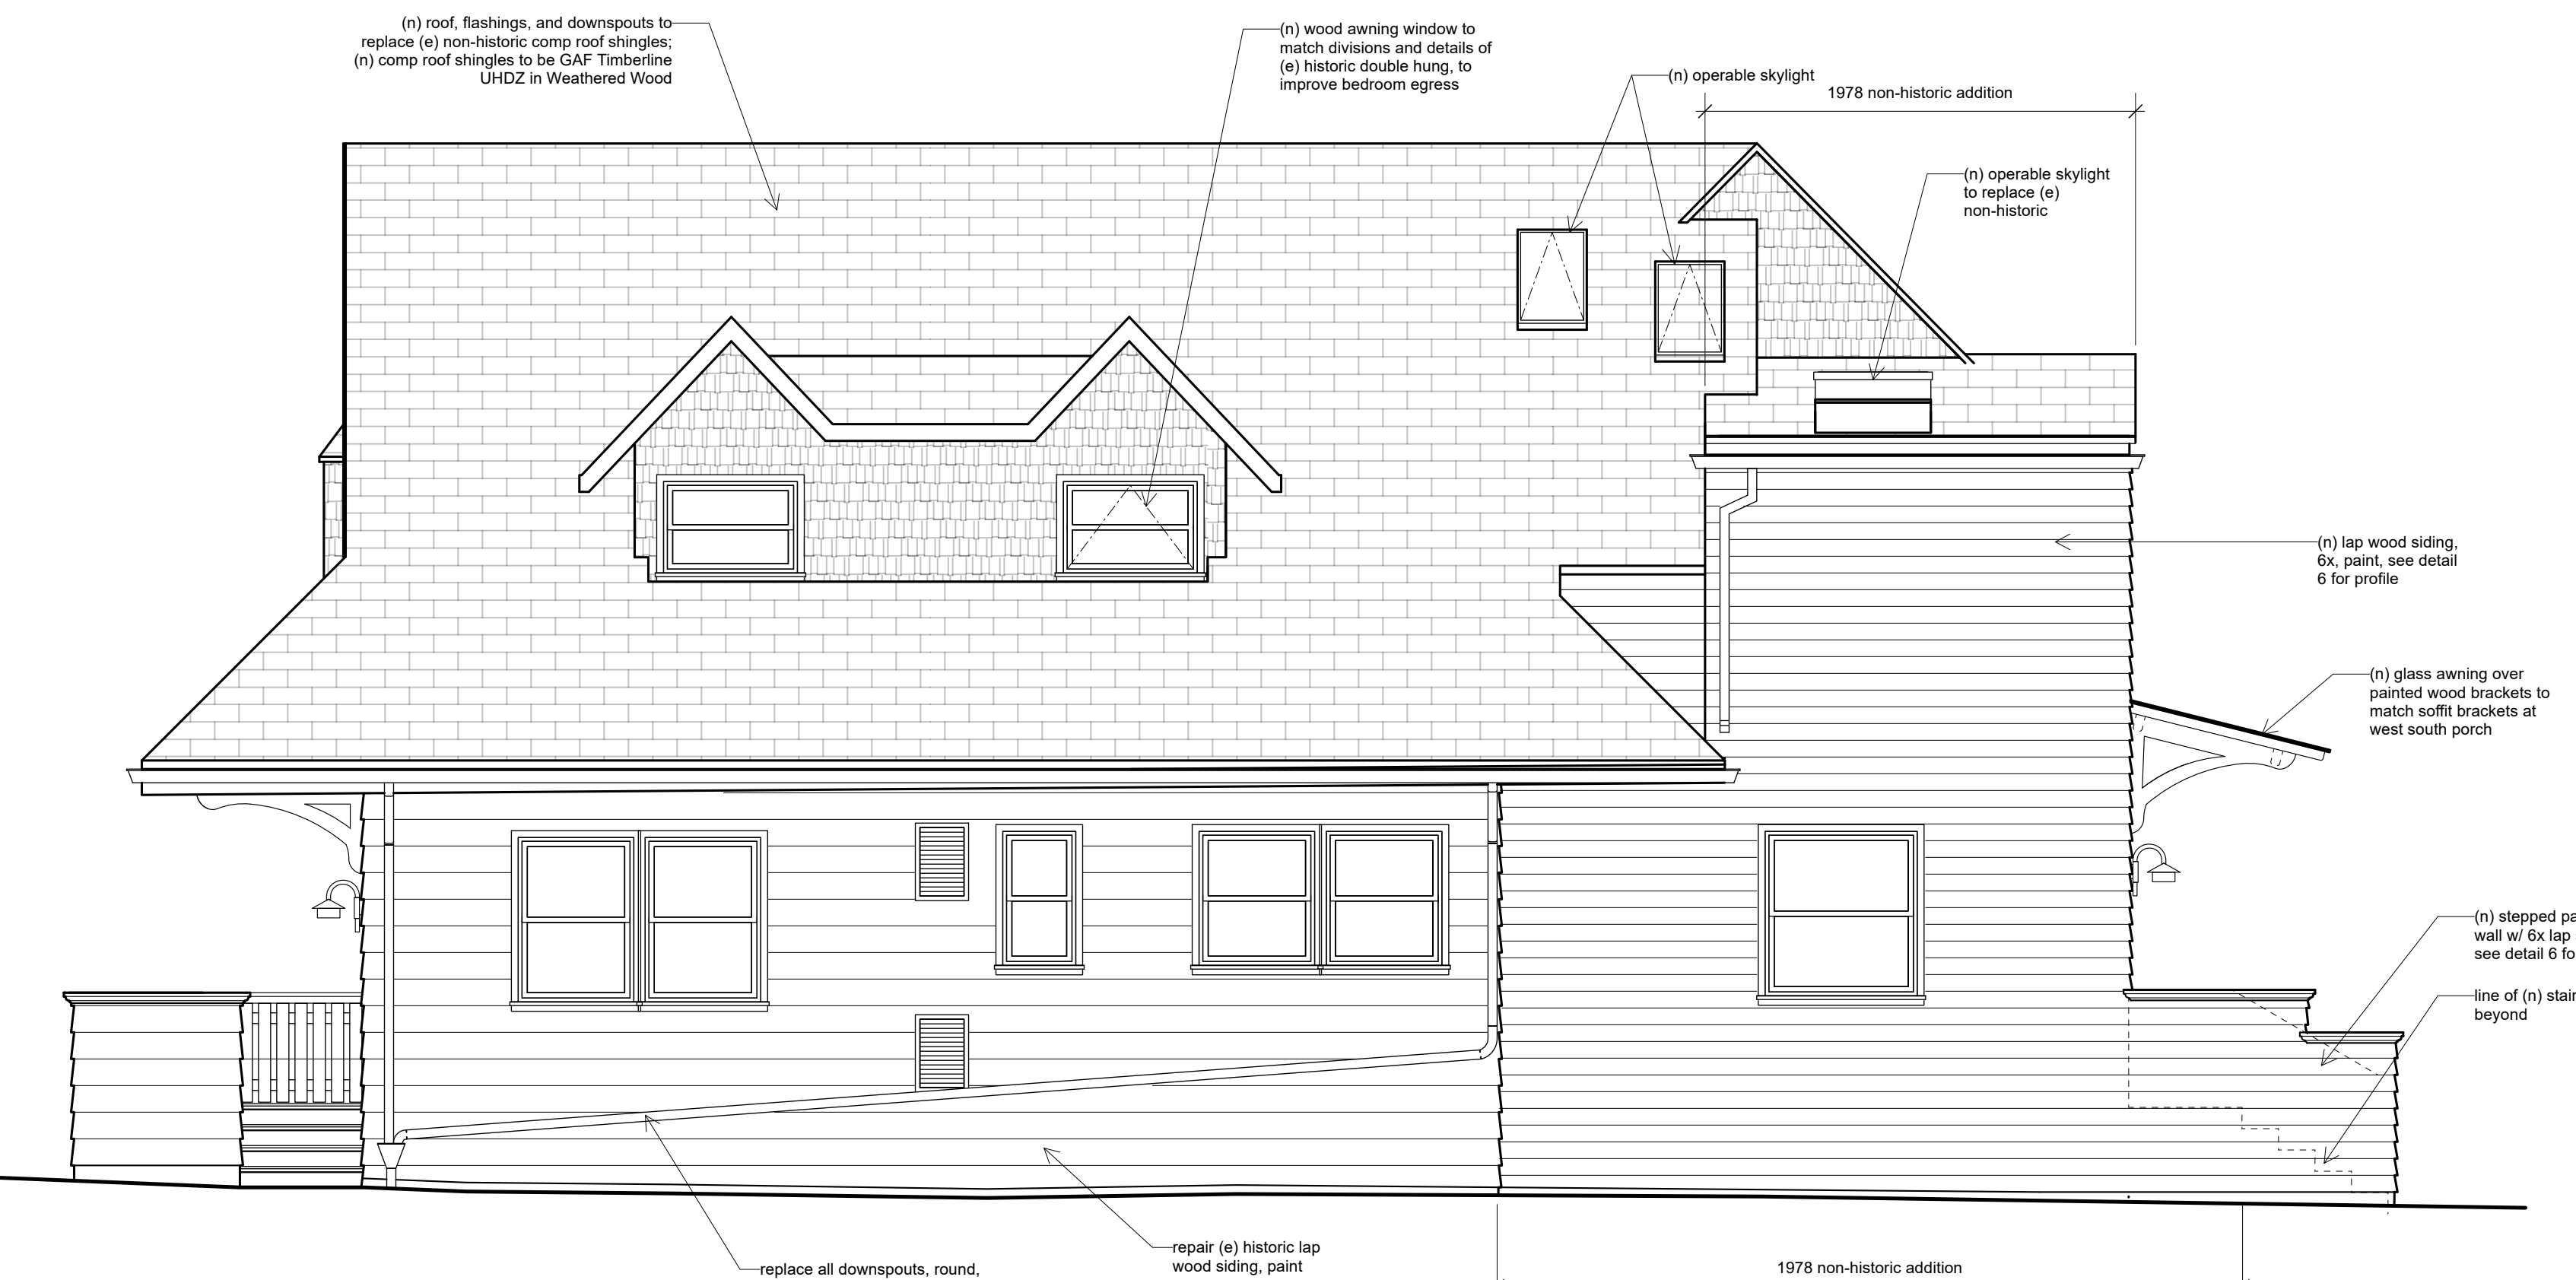 (n) roof, flashings, and downspouts to
replace (e) non-historic comp roof shingles;
(n) comp roof shingles to be GAF Timberline
UHDZ in Weathered Wood
(n) wood awning window to
match divisions and details of
(e) historic double hung, to
improve bedroom egress
(n) operable skylight
1978 non-historic addition
(n) operable skylight
to replace (e)
non-historic
(n) lap wood siding,
6x, paint, see detail
6 for profile
(n) glass awning over
painted wood brackets to
match soffit brackets at
west south porch
(n) stepped
wall w/ 6x lap
see detail 6
line of (n)
beyond
repair (e) historic lap
wood siding, paint
replace all downspouts, round,
1978 non-historic addition